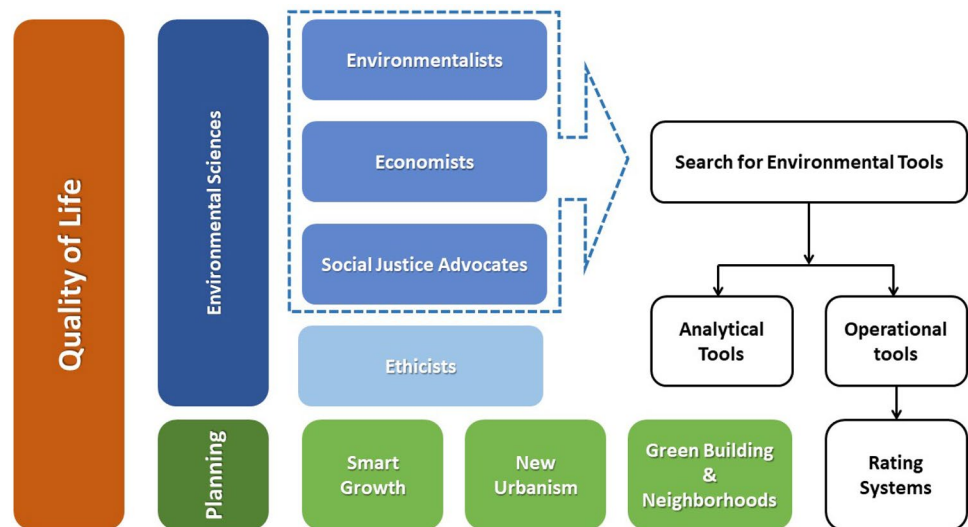 Quality of Life
Environmental Sciences
Environmentalists
Economists
Social Justice Advocates
Ethicists
Search for Environmental Tools
Analytical
Tools
Operational
tools
Planning
Smart
Growth
New
Urbanism
Green Building
&
Neighborhoods
Rating
Systems